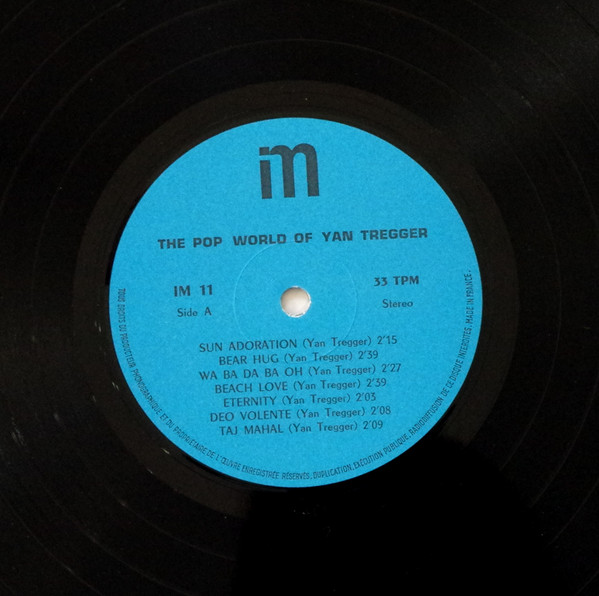 im
THE POP WORLD OF YAN TREGGER
IM 11
33 TPM
Side A
Stereo
SUN ADORATION (Yan Tregger) 2'15
BEAR HUG (Yan Tregger) 2'39
WA BA DA BA OH (Yan Tregger) 2'27
BEACH LOVE (Yan Tregger) 2'39.
ETERNITY (Yan Tregger) 2'03
DEO VOLENTE (Yan Tregger) 2'08
TAJ MAHAL (Yan Tregger) 2'09
TOUS DROITS DU PRODUCTEUR PHONOGRAPHIQUE ET DU PROPRIÉTAIRE DE L'ŒUVRE ENREGISTRÉE RÉSERVÉS, DUPLICATION, EXÉCUTION PUBLIQUE, RADIODIFFUSION DE CE DISQUE INTERDITES. MADE IN FRANCE.